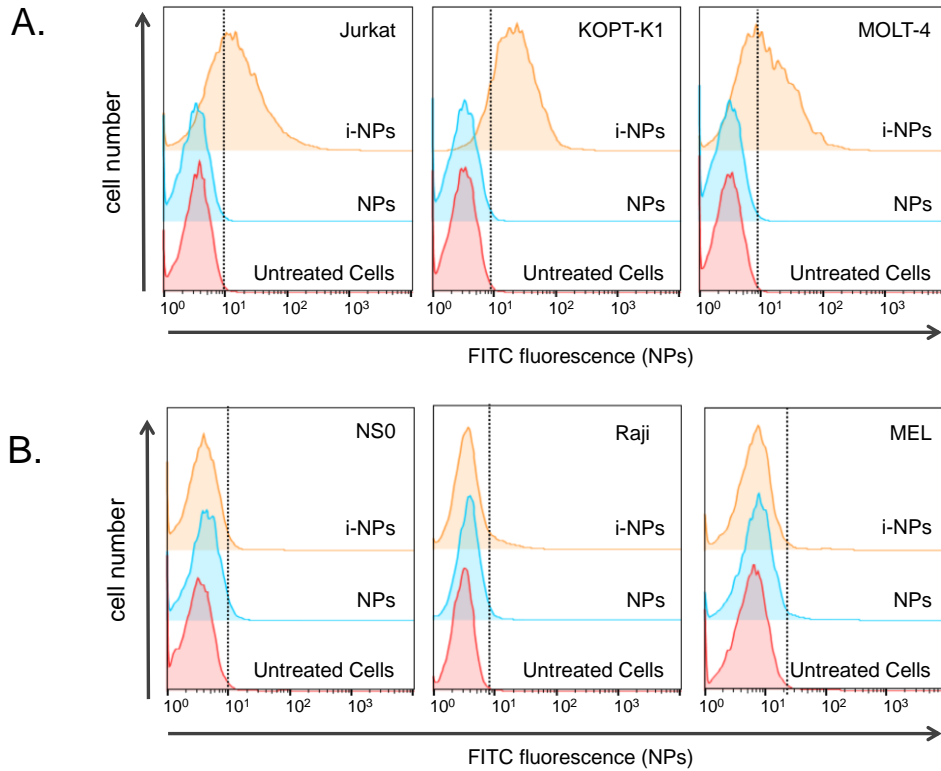 A.
Jurkat
KOPT-K1
MOLT-4
cell number
i-NPs
i-NPs
i-NPs
NPs
NPs
NPs
Untreated Cells
Untreated Cells
Untreated Cells
10⁰ 10¹ 10² 10³
10⁰ 10¹ 10² 10³
10⁰ 10¹ 10² 10³
FITC fluorescence (NPs)
B.
NS0
Raji
MEL
cell number
i-NPs
i-NPs
i-NPs
NPs
NPs
NPs
Untreated Cells
Untreated Cells
Untreated Cells
10⁰ 10¹ 10² 10³
10⁰ 10¹ 10² 10³
10⁰ 10¹ 10² 10³
FITC fluorescence (NPs)